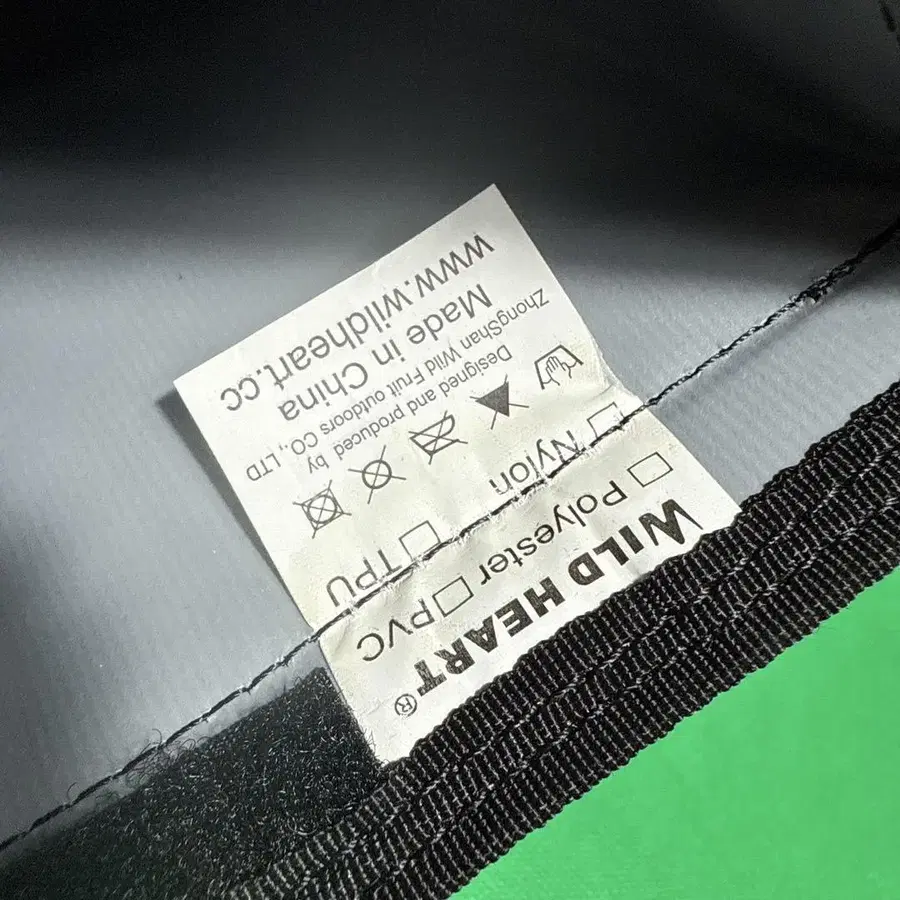 WILD HEART®
□ Polyester □ PVC
□ Nylon □ TPU
Designed and produced by
ZhongShan Wild Fruit outdoors CO.,LTD
Made in China
www.wildheart.cc